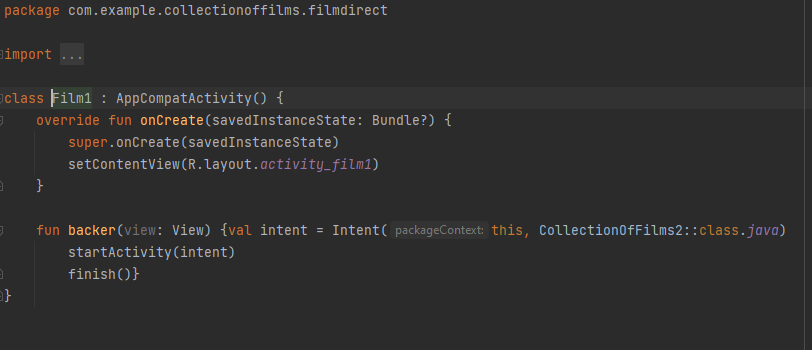 package com.example.collectionoffilms.filmdirect
import ...
class Film1 : AppCompatActivity() {
override fun onCreate(savedInstanceState: Bundle?) {
super.onCreate(savedInstanceState)
setContentView(R.layout.activity_film1)
}
fun backer(view: View) {val intent = Intent( packageContext: this, CollectionOfFilms2::class.java)
startActivity(intent)
finish()}
}